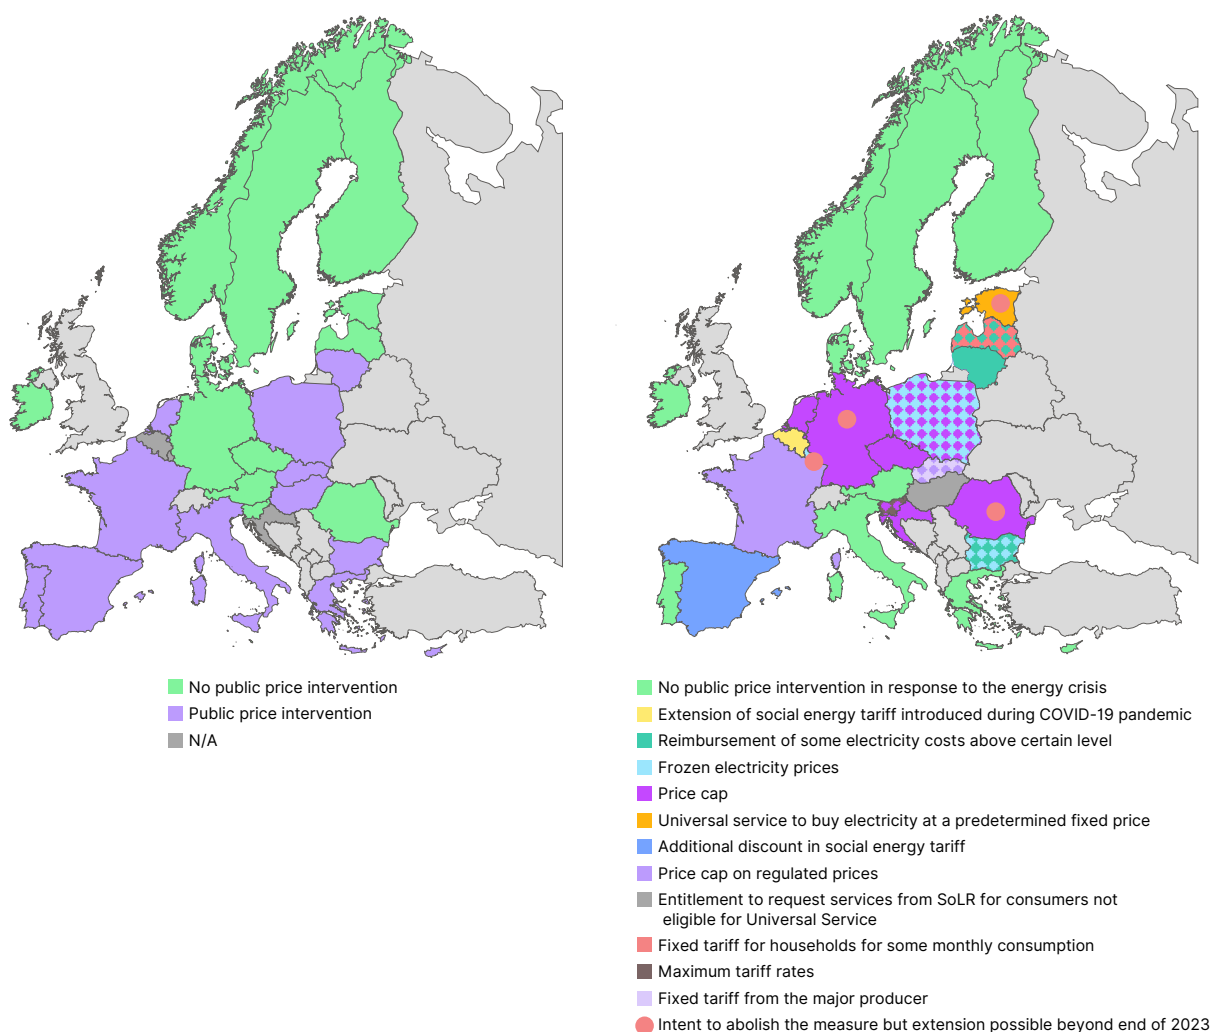 No public price intervention
Public price intervention
N/A
No public price intervention in response to the energy crisis
Extension of social energy tariff introduced during COVID-19 pandemic
Reimbursement of some electricity costs above certain level
Frozen electricity prices
Price cap
Universal service to buy electricity at a predetermined fixed price
Additional discount in social energy tariff
Price cap on regulated prices
Entitlement to request services from SoLR for consumers not
eligible for Universal Service
Fixed tariff for households for some monthly consumption
Maximum tariff rates
Fixed tariff from the major producer
Intent to abolish the measure but extension possible beyond end of 2023